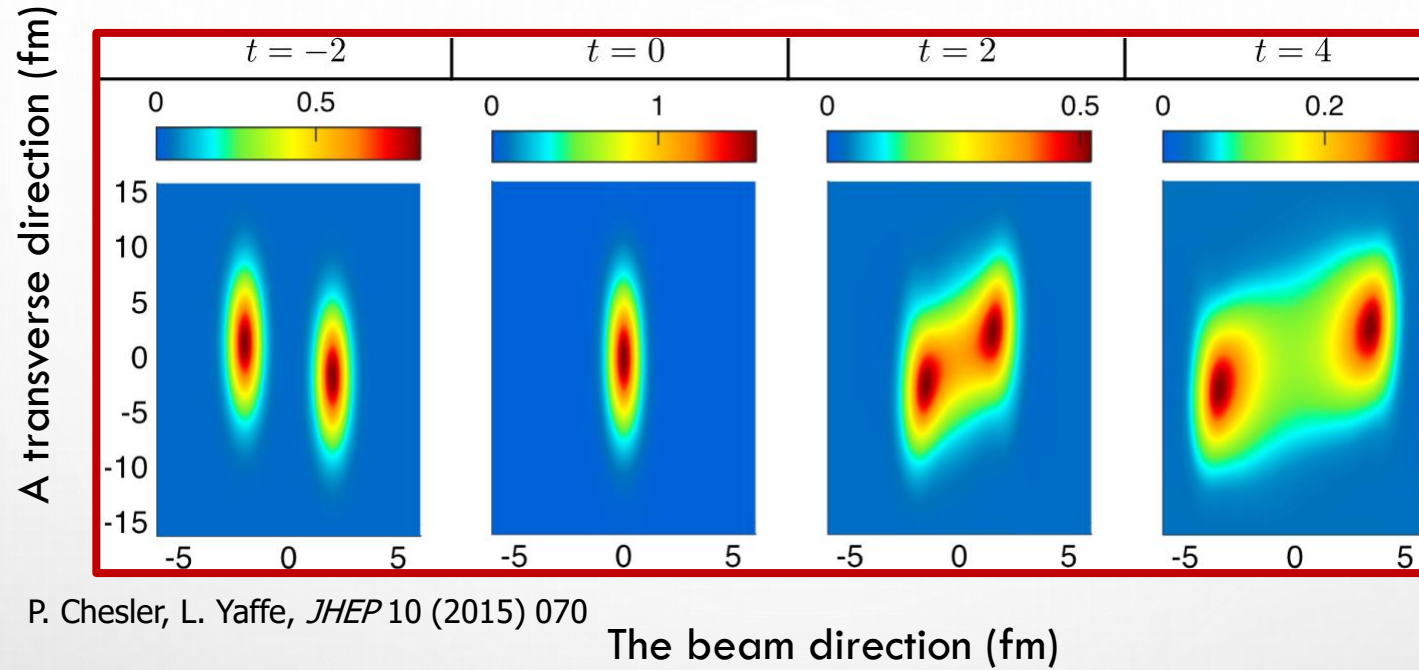 A transverse direction (fm)
t = −2 t = 0 t = 2 t = 4
0 0.5 0 1 0 0.5 0 0.2
15
10
5
0
-5
-10
-15
-5 0 5 -5 0 5 -5 0 5 -5 0 5
P. Chesler, L. Yaffe, JHEP 10 (2015) 070
The beam direction (fm)